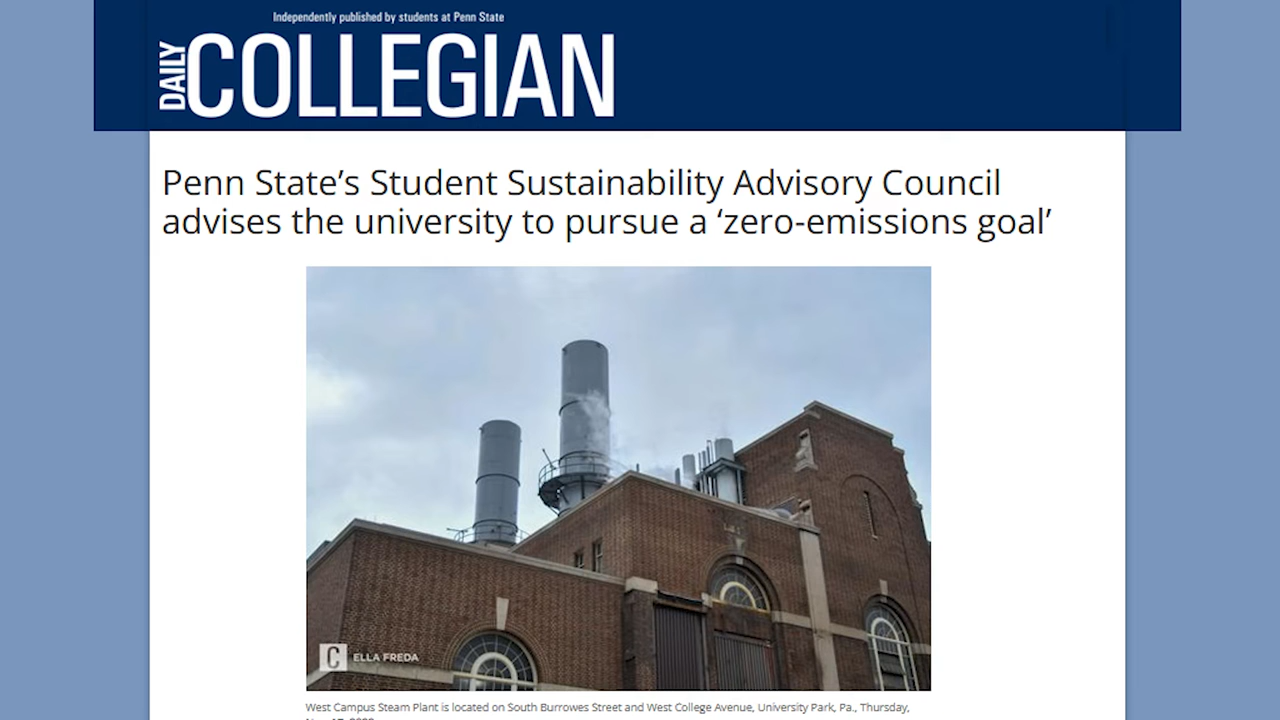 Independently published by students at Penn State
DAILY
COLLEGIAN
Penn State’s Student Sustainability Advisory Council
advises the university to pursue a ‘zero-emissions goal’
C ELLA FREDA
West Campus Steam Plant is located on South Burrowes Street and West College Avenue, University Park, Pa., Thursday,